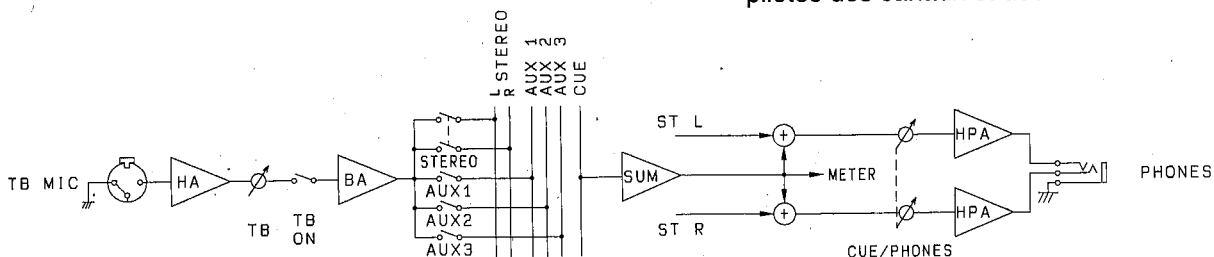 L STEREO
R
AUX 1
AUX 2
AUX 3
CUE
TB MIC
HA
TB
TB ON
BA
STEREO
AUX1
AUX2
AUX3
SUM
ST L
METER
ST R
HPA
HPA
CUE/PHONES
PHONES